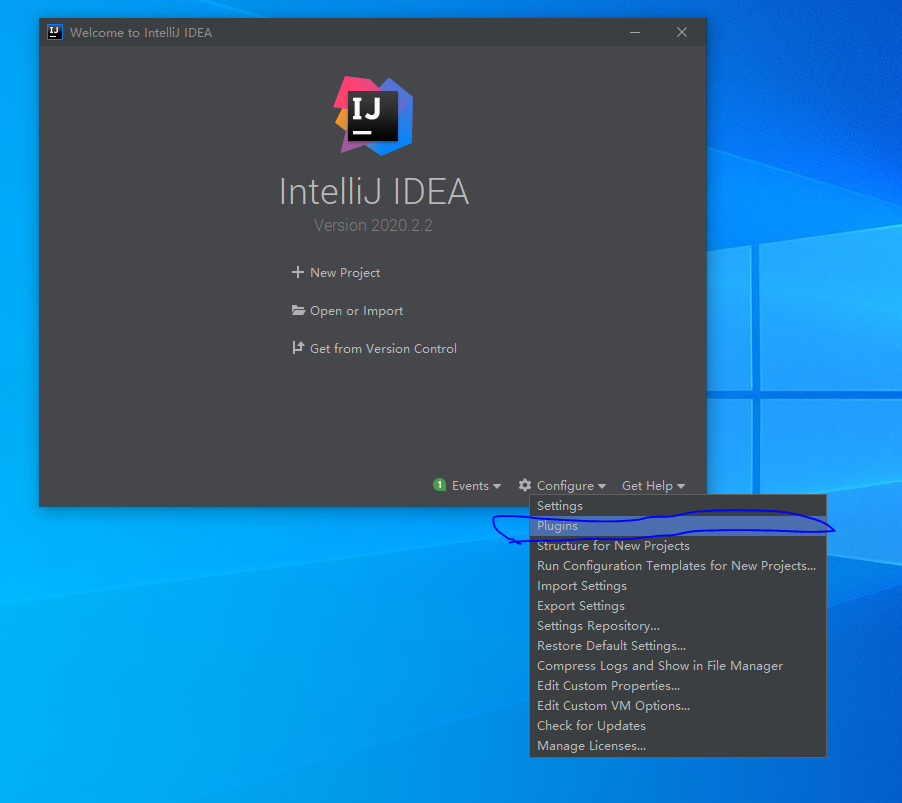 IJ Welcome to IntelliJ IDEA
IJ
IntelliJ IDEA
Version 2020.2.2
New Project
Open or Import
Get from Version Control
1 Events Configure Get Help
Settings
Plugins
Structure for New Projects
Run Configuration Templates for New Projects...
Import Settings
Export Settings
Settings Repository...
Restore Default Settings...
Compress Logs and Show in File Manager
Edit Custom Properties...
Edit Custom VM Options...
Check for Updates
Manage Licenses...